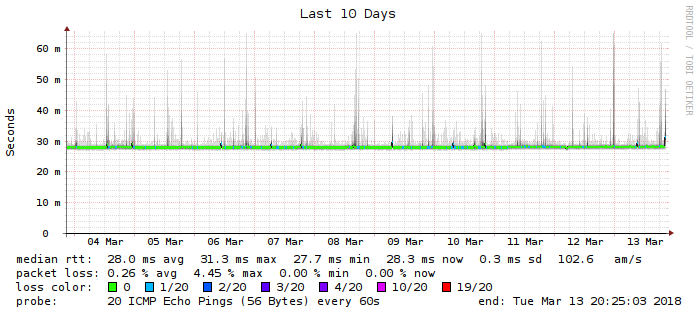 Last 10 Days
RRDTOOL / TOBI OETIKER
Seconds
60 m
50 m
40 m
30 m
20 m
10 m
0
04 Mar 05 Mar 06 Mar 07 Mar 08 Mar 09 Mar 10 Mar 11 Mar 12 Mar 13 Mar
median rtt: 28.0 ms avg 31.3 ms max 27.7 ms min 28.3 ms now 0.3 ms sd 102.6 am/s
packet loss: 0.26 % avg 4.45 % max 0.00 % min 0.00 % now
loss color: 0 1/20 2/20 3/20 4/20 10/20 19/20
probe: 20 ICMP Echo Pings (56 Bytes) every 60s end: Tue Mar 13 20:25:03 2018